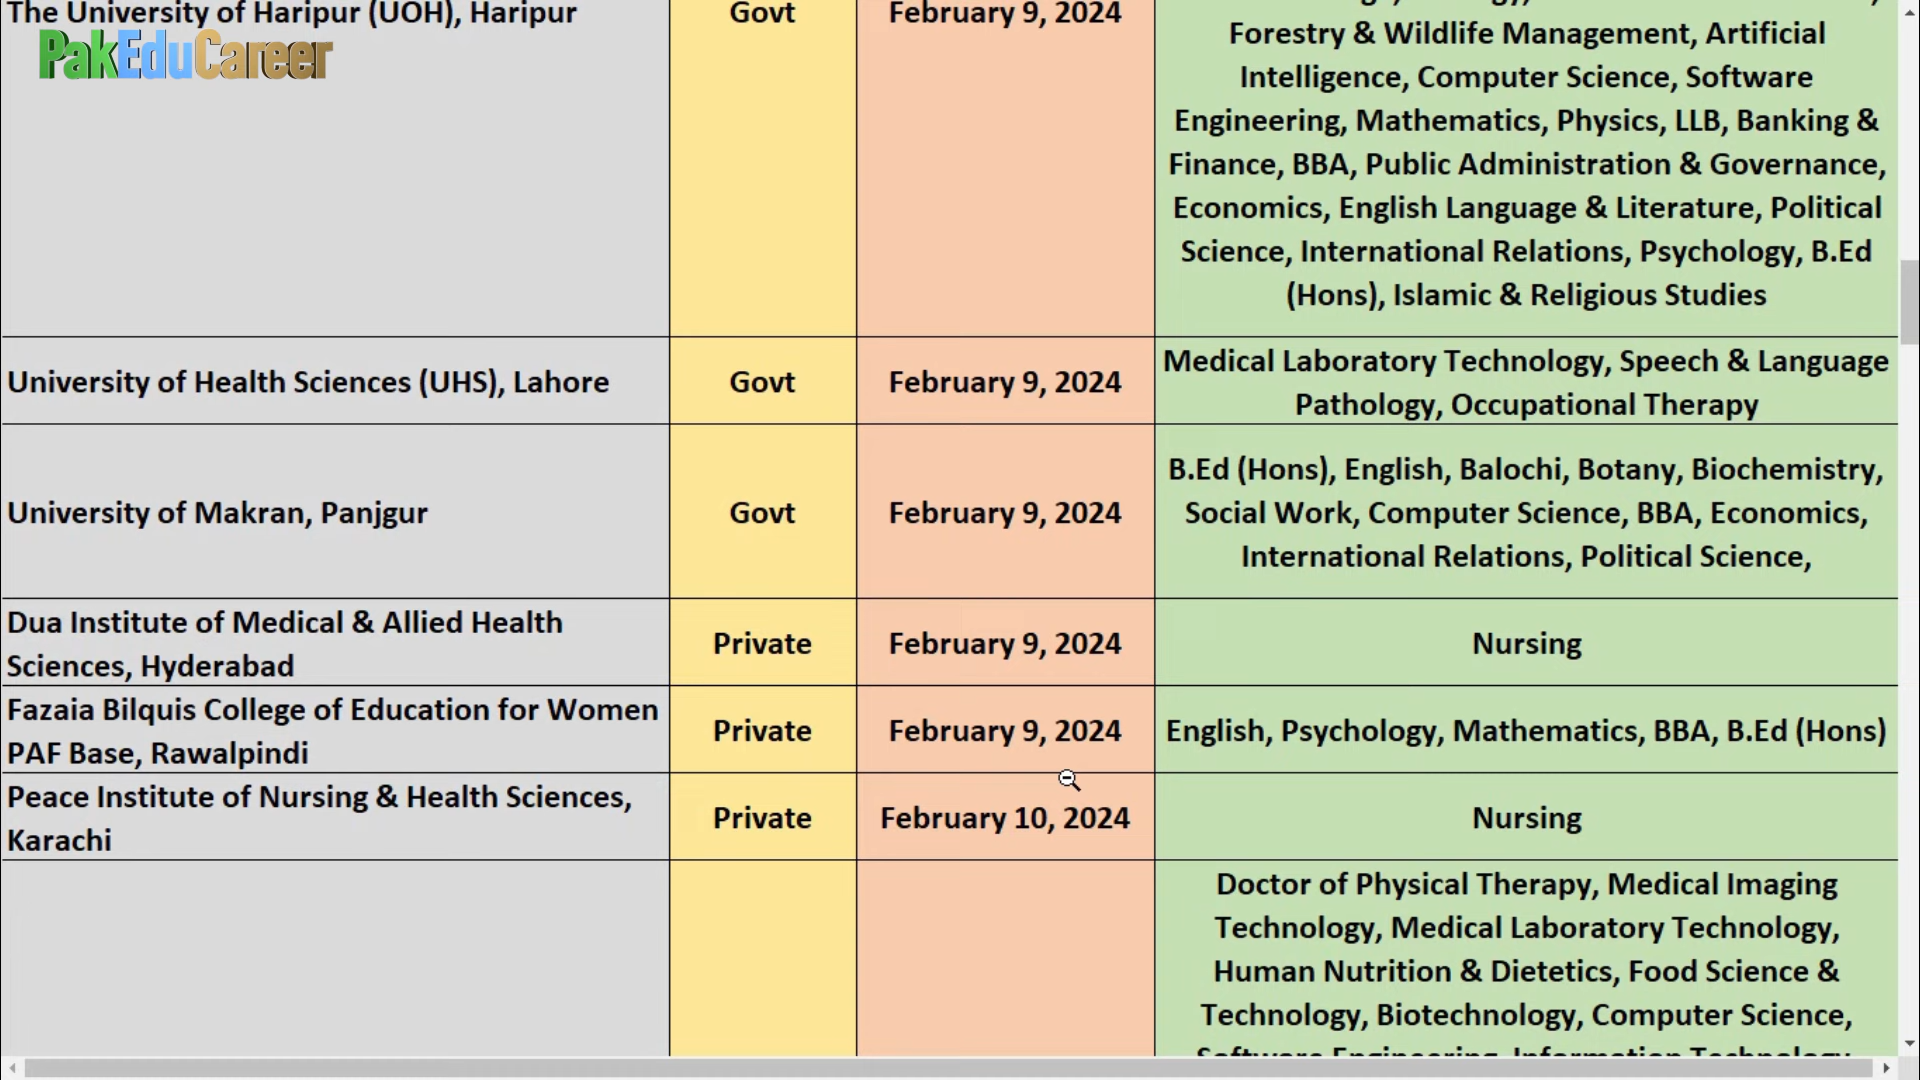 The University of Haripur (UOH), Haripur
Govt
February 9, 2024
PakEduCareer
Forestry & Wildlife Management, Artificial
Intelligence, Computer Science, Software
Engineering, Mathematics, Physics, LLB, Banking &
Finance, BBA, Public Administration & Governance,
Economics, English Language & Literature, Political
Science, International Relations, Psychology, B.Ed
(Hons), Islamic & Religious Studies
University of Health Sciences (UHS), Lahore
Govt
February 9, 2024
Medical Laboratory Technology, Speech & Language
Pathology, Occupational Therapy
University of Makran, Panjgur
Govt
February 9, 2024
B.Ed (Hons), English, Balochi, Botany, Biochemistry,
Social Work, Computer Science, BBA, Economics,
International Relations, Political Science,
Dua Institute of Medical & Allied Health
Sciences, Hyderabad
Private
February 9, 2024
Nursing
Fazaia Bilquis College of Education for Women
PAF Base, Rawalpindi
Private
February 9, 2024
English, Psychology, Mathematics, BBA, B.Ed (Hons)
Peace Institute of Nursing & Health Sciences,
Karachi
Private
February 10, 2024
Nursing
Doctor of Physical Therapy, Medical Imaging
Technology, Medical Laboratory Technology,
Human Nutrition & Dietetics, Food Science &
Technology, Biotechnology, Computer Science,
Software Engineering, Information Technology,